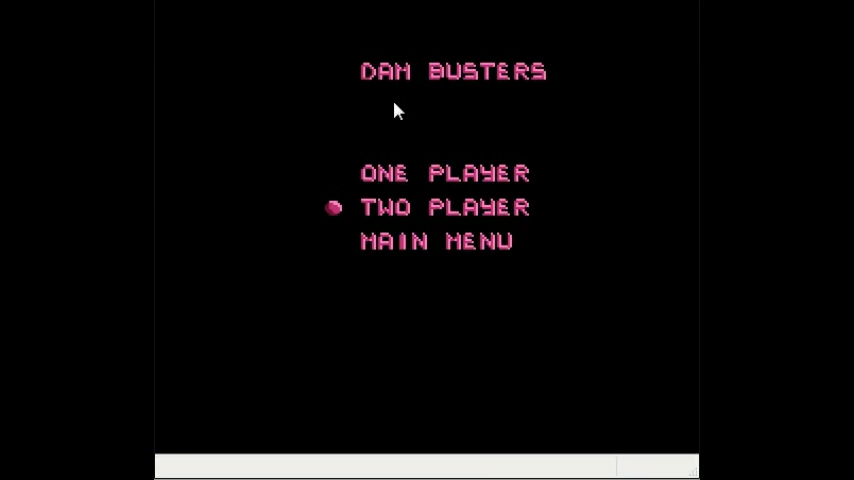 DAM BUSTERS
ONE PLAYER
TWO PLAYER
MAIN MENU